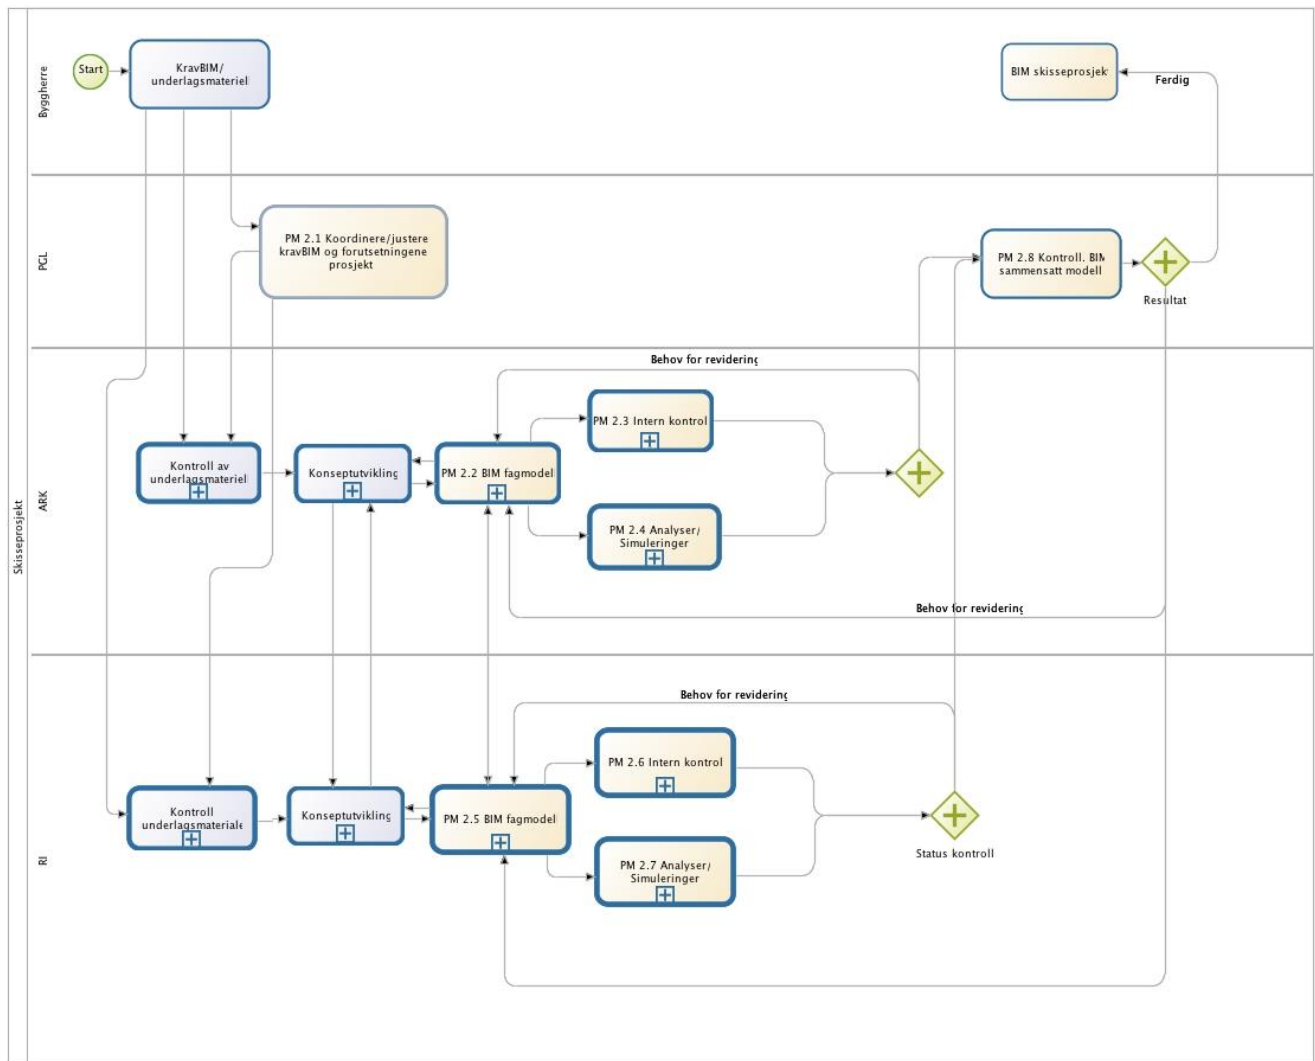 Skisseprosjekt
Byggherre
Start
KravBIM/
underlagsmateriel
BIM skisseprosjek
Ferdig
PGL
PM 2.1 Koordinere/justere
kravBIM og forutsetningene
prosjekt
PM 2.8 Kontroll. BIM
sammensatt modell
Resultat
ARK
Behov for revidering
Kontroll av
underlagsmateriel
Konseptutvikling
PM 2.2 BIM fagmodel
PM 2.3 Intern kontrol
PM 2.4 Analyser/
Simuleringer
Behov for revidering
RI
Behov for revidering
Kontroll
underlagsmateriale
Konseptutvikling
PM 2.5 BIM fagmodel
PM 2.6 Intern kontrol
PM 2.7 Analyser/
Simuleringer
Status kontroll